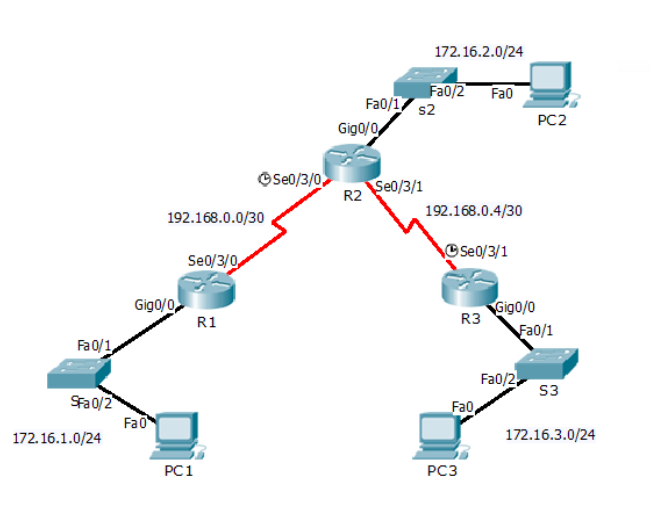 172.16.2.0/24
Fa0/1
Fa0/2
Fa0
s2
PC2
Gig0/0
Se0/3/0
Se0/3/1
R2
192.168.0.0/30
192.168.0.4/30
Se0/3/0
Se0/3/1
Gig0/0
R1
R3
Gig0/0
Fa0/1
Fa0/1
Fa0/2
S3
Fa0/2
Fa0
Fa0
172.16.1.0/24
172.16.3.0/24
PC1
PC3